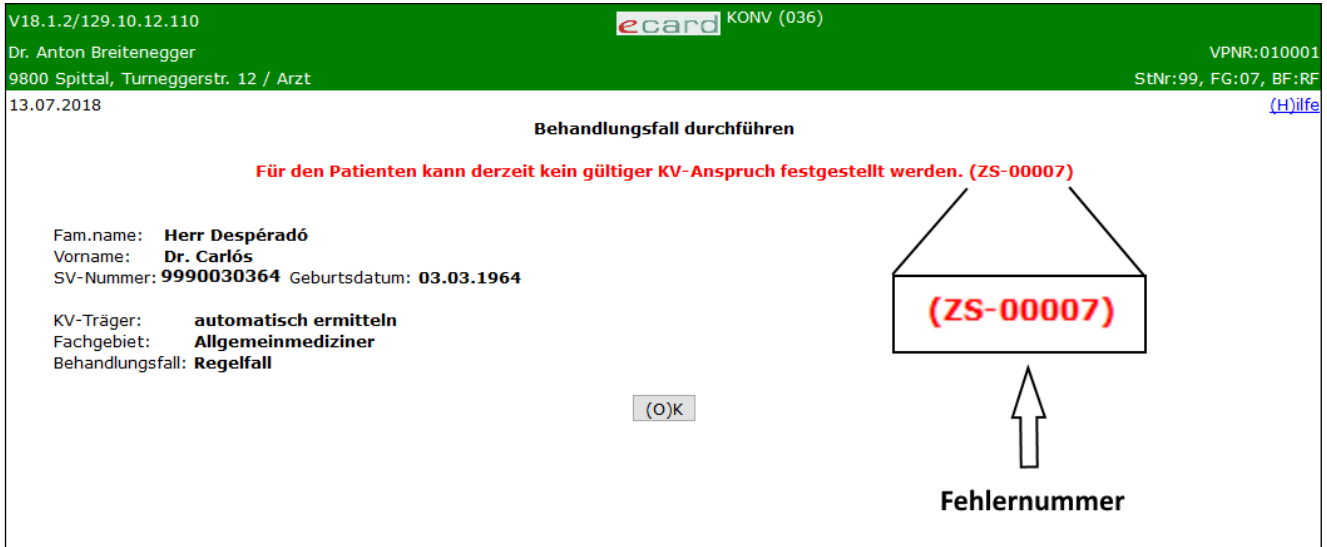 V18.1.2/129.10.12.110 ecard KONV (036)
Dr. Anton Breitenegger VPNR:010001
9800 Spittal, Turneggerstr. 12 / Arzt StNr:99, FG:07, BF:RF
13.07.2018 (H)ilfe
Behandlungsfall durchführen
Für den Patienten kann derzeit kein gültiger KV-Anspruch festgestellt werden. (ZS-00007)
Fam.name: Herr Despéradó
Vorname: Dr. Carlós
SV-Nummer: 9990030364 Geburtsdatum: 03.03.1964
(ZS-00007)
KV-Träger: automatisch ermitteln
Fachgebiet: Allgemeinmediziner
Behandlungsfall: Regelfall
(O)K
Fehlernummer